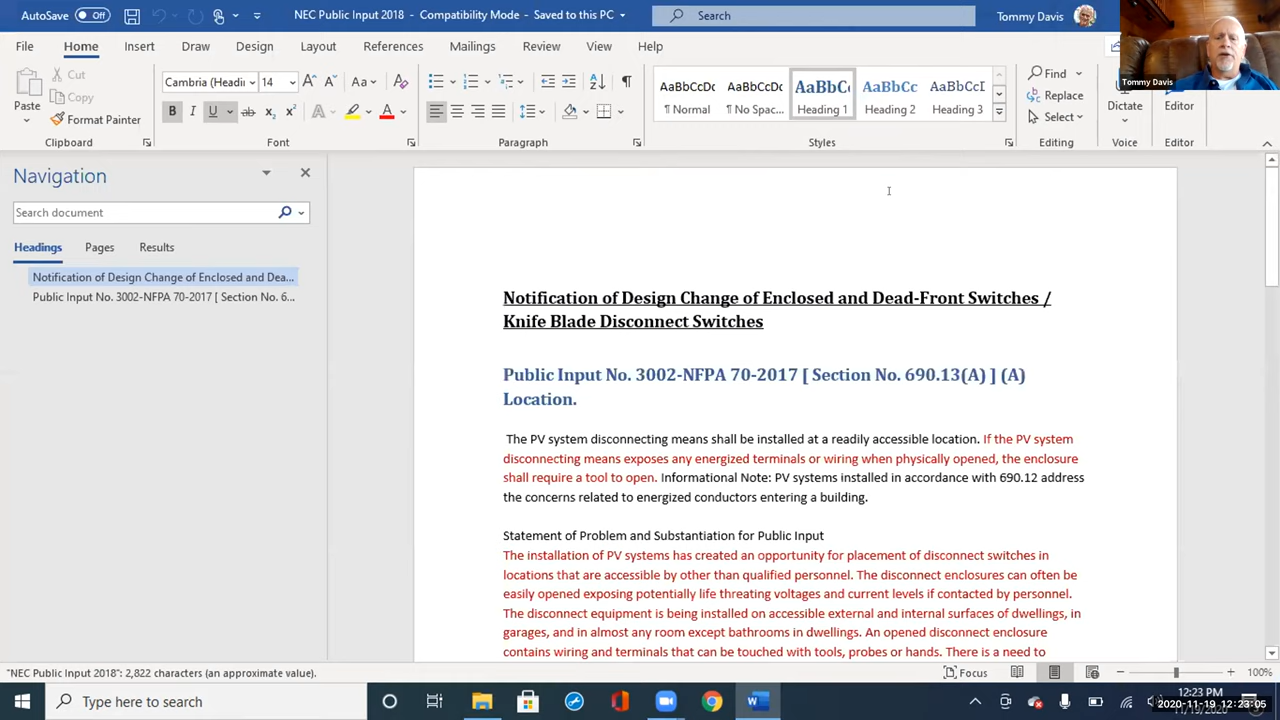 AutoSave Off NEC Public Input 2018 - Compatibility Mode - Saved to this PC Search Tommy Davis
File Home Insert Draw Design Layout References Mailings Review View Help
Tommy Davis
Paste Cut Copy Format Painter
Cambria (Headin 14
AaBbCcDc AaBbCcDc AaBbC AaBbCc AaBbCcI
¶ Normal ¶ No Spac... Heading 1 Heading 2 Heading 3
Find Replace Select Dictate Editor
Clipboard Font Paragraph Styles Editing Voice Editor
Navigation
Search document
Headings Pages Results
Notification of Design Change of Enclosed and Dea...
Public Input No. 3002-NFPA 70-2017 [ Section No. 6...
Notification of Design Change of Enclosed and Dead-Front Switches /
Knife Blade Disconnect Switches
Public Input No. 3002-NFPA 70-2017 [ Section No. 690.13(A) ] (A)
Location.
The PV system disconnecting means shall be installed at a readily accessible location. If the PV system
disconnecting means exposes any energized terminals or wiring when physically opened, the enclosure
shall require a tool to open. Informational Note: PV systems installed in accordance with 690.12 address
the concerns related to energized conductors entering a building.
Statement of Problem and Substantiation for Public Input
The installation of PV systems has created an opportunity for placement of disconnect switches in
locations that are accessible by other than qualified personnel. The disconnect enclosures can often be
easily opened exposing potentially life threating voltages and current levels if contacted by personnel.
The disconnect equipment is being installed on accessible external and internal surfaces of dwellings, in
garages, and in almost any room except bathrooms in dwellings. An opened disconnect enclosure
contains wiring and terminals that can be touched with tools, probes or hands. There is a need to
"NEC Public Input 2018": 2,822 characters (an approximate value). Focus 100%
Type here to search
12:23 PM
2020-11-19 12:23:05